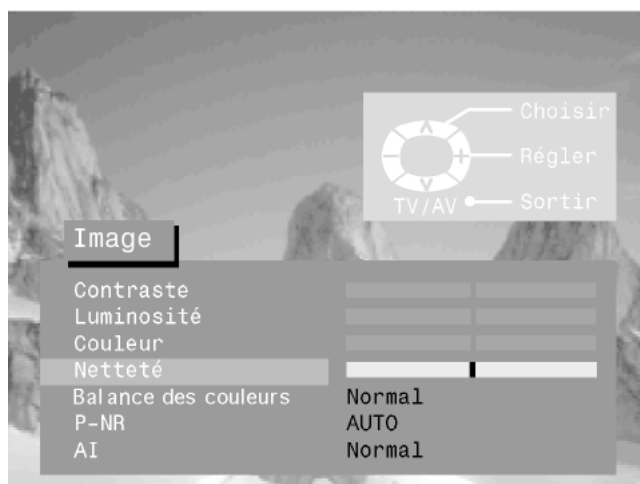 Choisir
Régler
TV/AV Sortir
Image
Contraste
Luminosité
Couleur
Netteté
Balance des couleurs Normal
P-NR AUTO
AI Normal